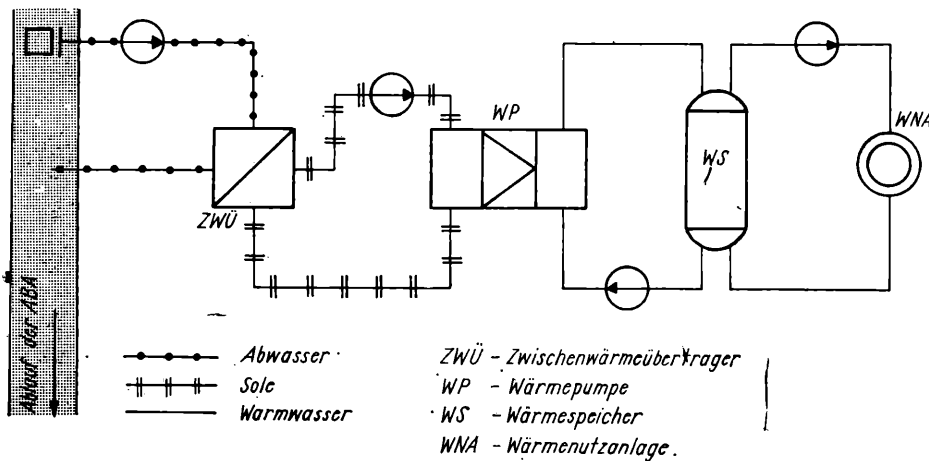 WP
WNA
WS
ZWÜ
Ablauf der ABA
Abwasser
Sole
Warmwasser
ZWÜ - Zwischenwärmeübertrager
WP - Wärmepumpe
WS - Wärmespeicher
WNA - Wärmenutzanlage.